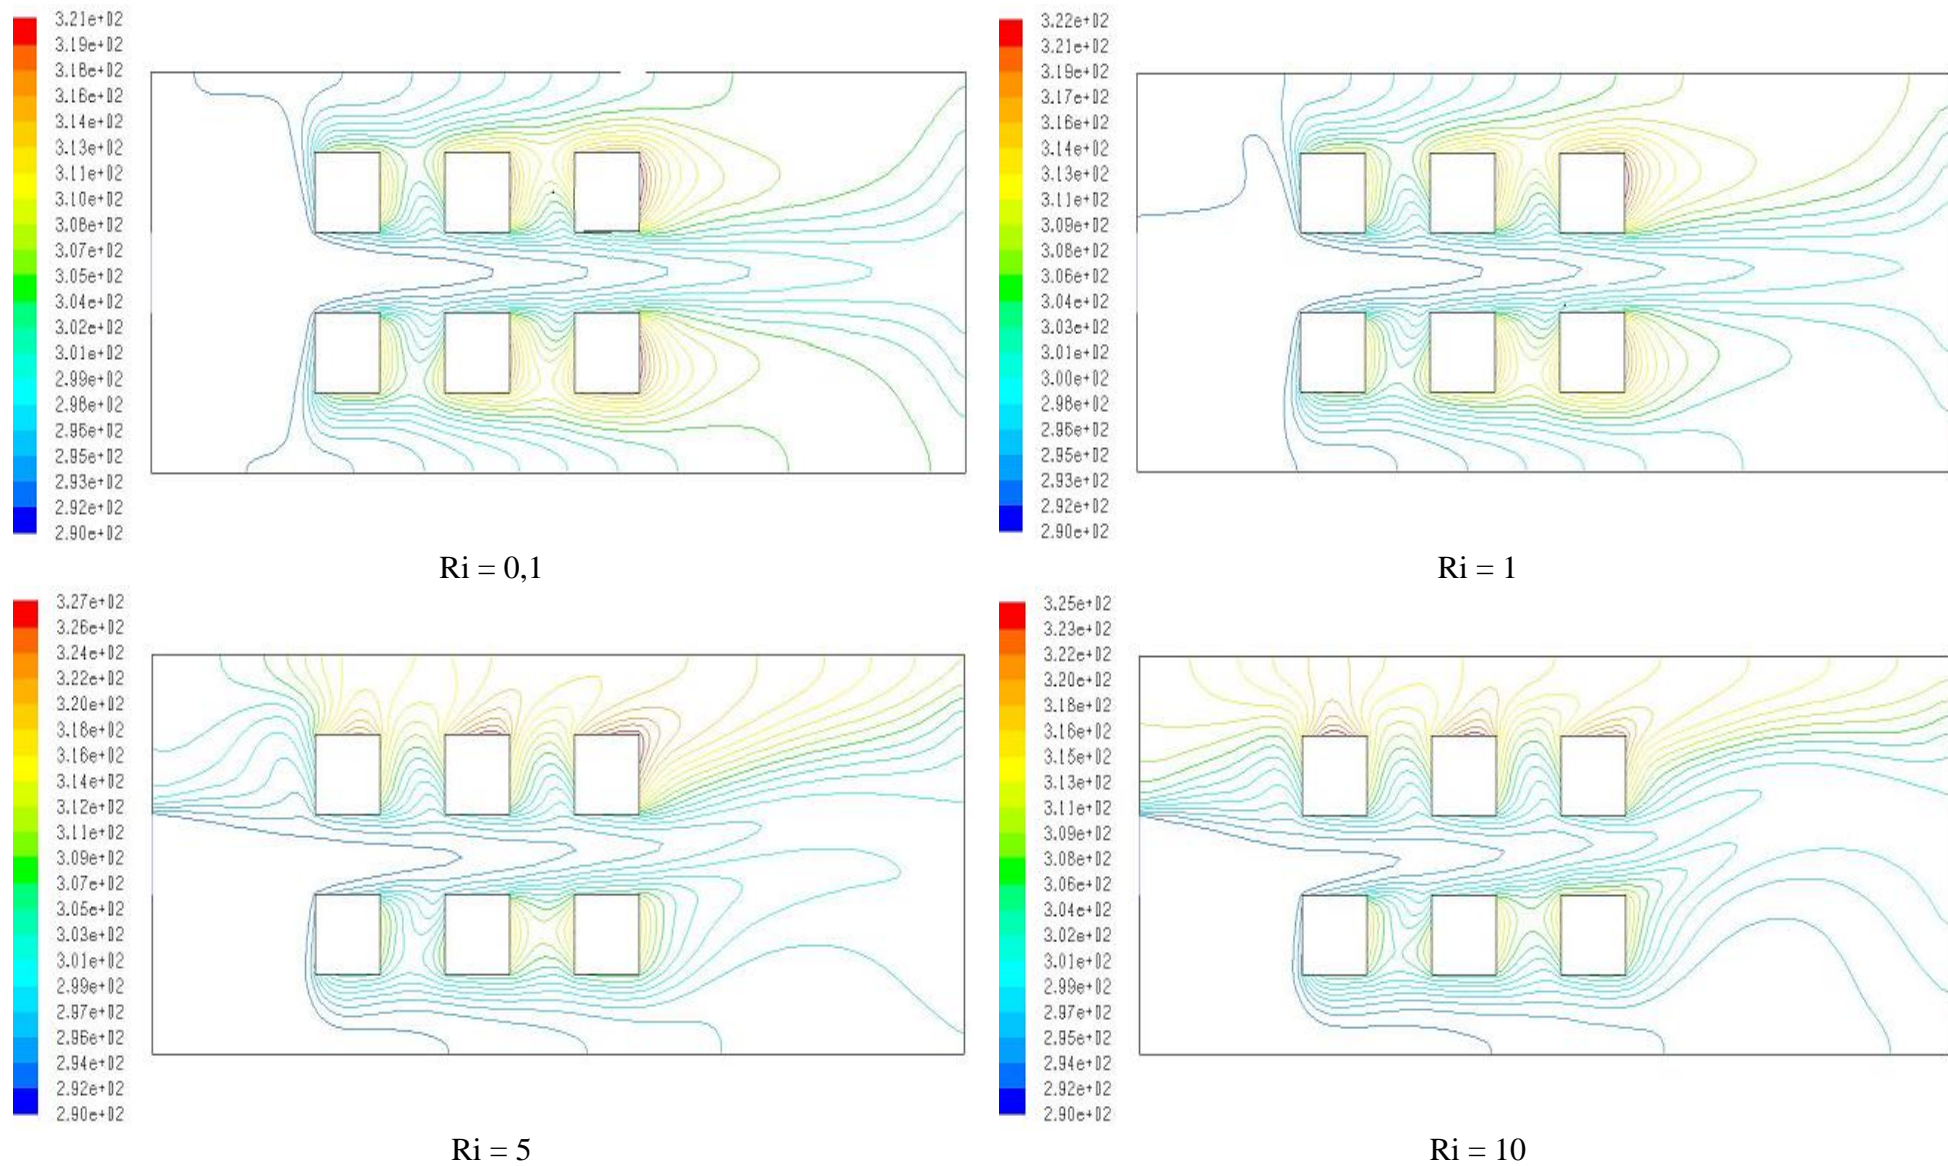 3.21e+02
3.19e+02
3.18e+02
3.16e+02
3.14e+02
3.13e+02
3.11e+02
3.10e+02
3.08e+02
3.07e+02
3.05e+02
3.04e+02
3.02e+02
3.01e+02
2.99e+02
2.98e+02
2.96e+02
2.95e+02
2.93e+02
2.92e+02
2.90e+02
Ri = 0,1
3.22e+02
3.21e+02
3.19e+02
3.17e+02
3.16e+02
3.14e+02
3.13e+02
3.11e+02
3.09e+02
3.08e+02
3.06e+02
3.04e+02
3.03e+02
3.01e+02
3.00e+02
2.98e+02
2.96e+02
2.95e+02
2.93e+02
2.92e+02
2.90e+02
Ri = 1
3.27e+02
3.26e+02
3.24e+02
3.22e+02
3.20e+02
3.18e+02
3.16e+02
3.14e+02
3.12e+02
3.11e+02
3.09e+02
3.07e+02
3.05e+02
3.03e+02
3.01e+02
2.99e+02
2.97e+02
2.96e+02
2.94e+02
2.92e+02
2.90e+02
Ri = 5
3.25e+02
3.23e+02
3.22e+02
3.20e+02
3.18e+02
3.16e+02
3.15e+02
3.13e+02
3.11e+02
3.09e+02
3.08e+02
3.06e+02
3.04e+02
3.02e+02
3.01e+02
2.99e+02
2.97e+02
2.95e+02
2.94e+02
2.92e+02
2.90e+02
Ri = 10